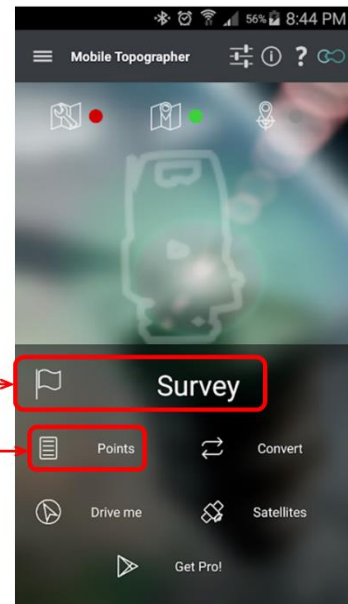 56% 8:44 PM
Mobile Topographer
Survey
Points Convert
Drive me Satellites
Get Pro!